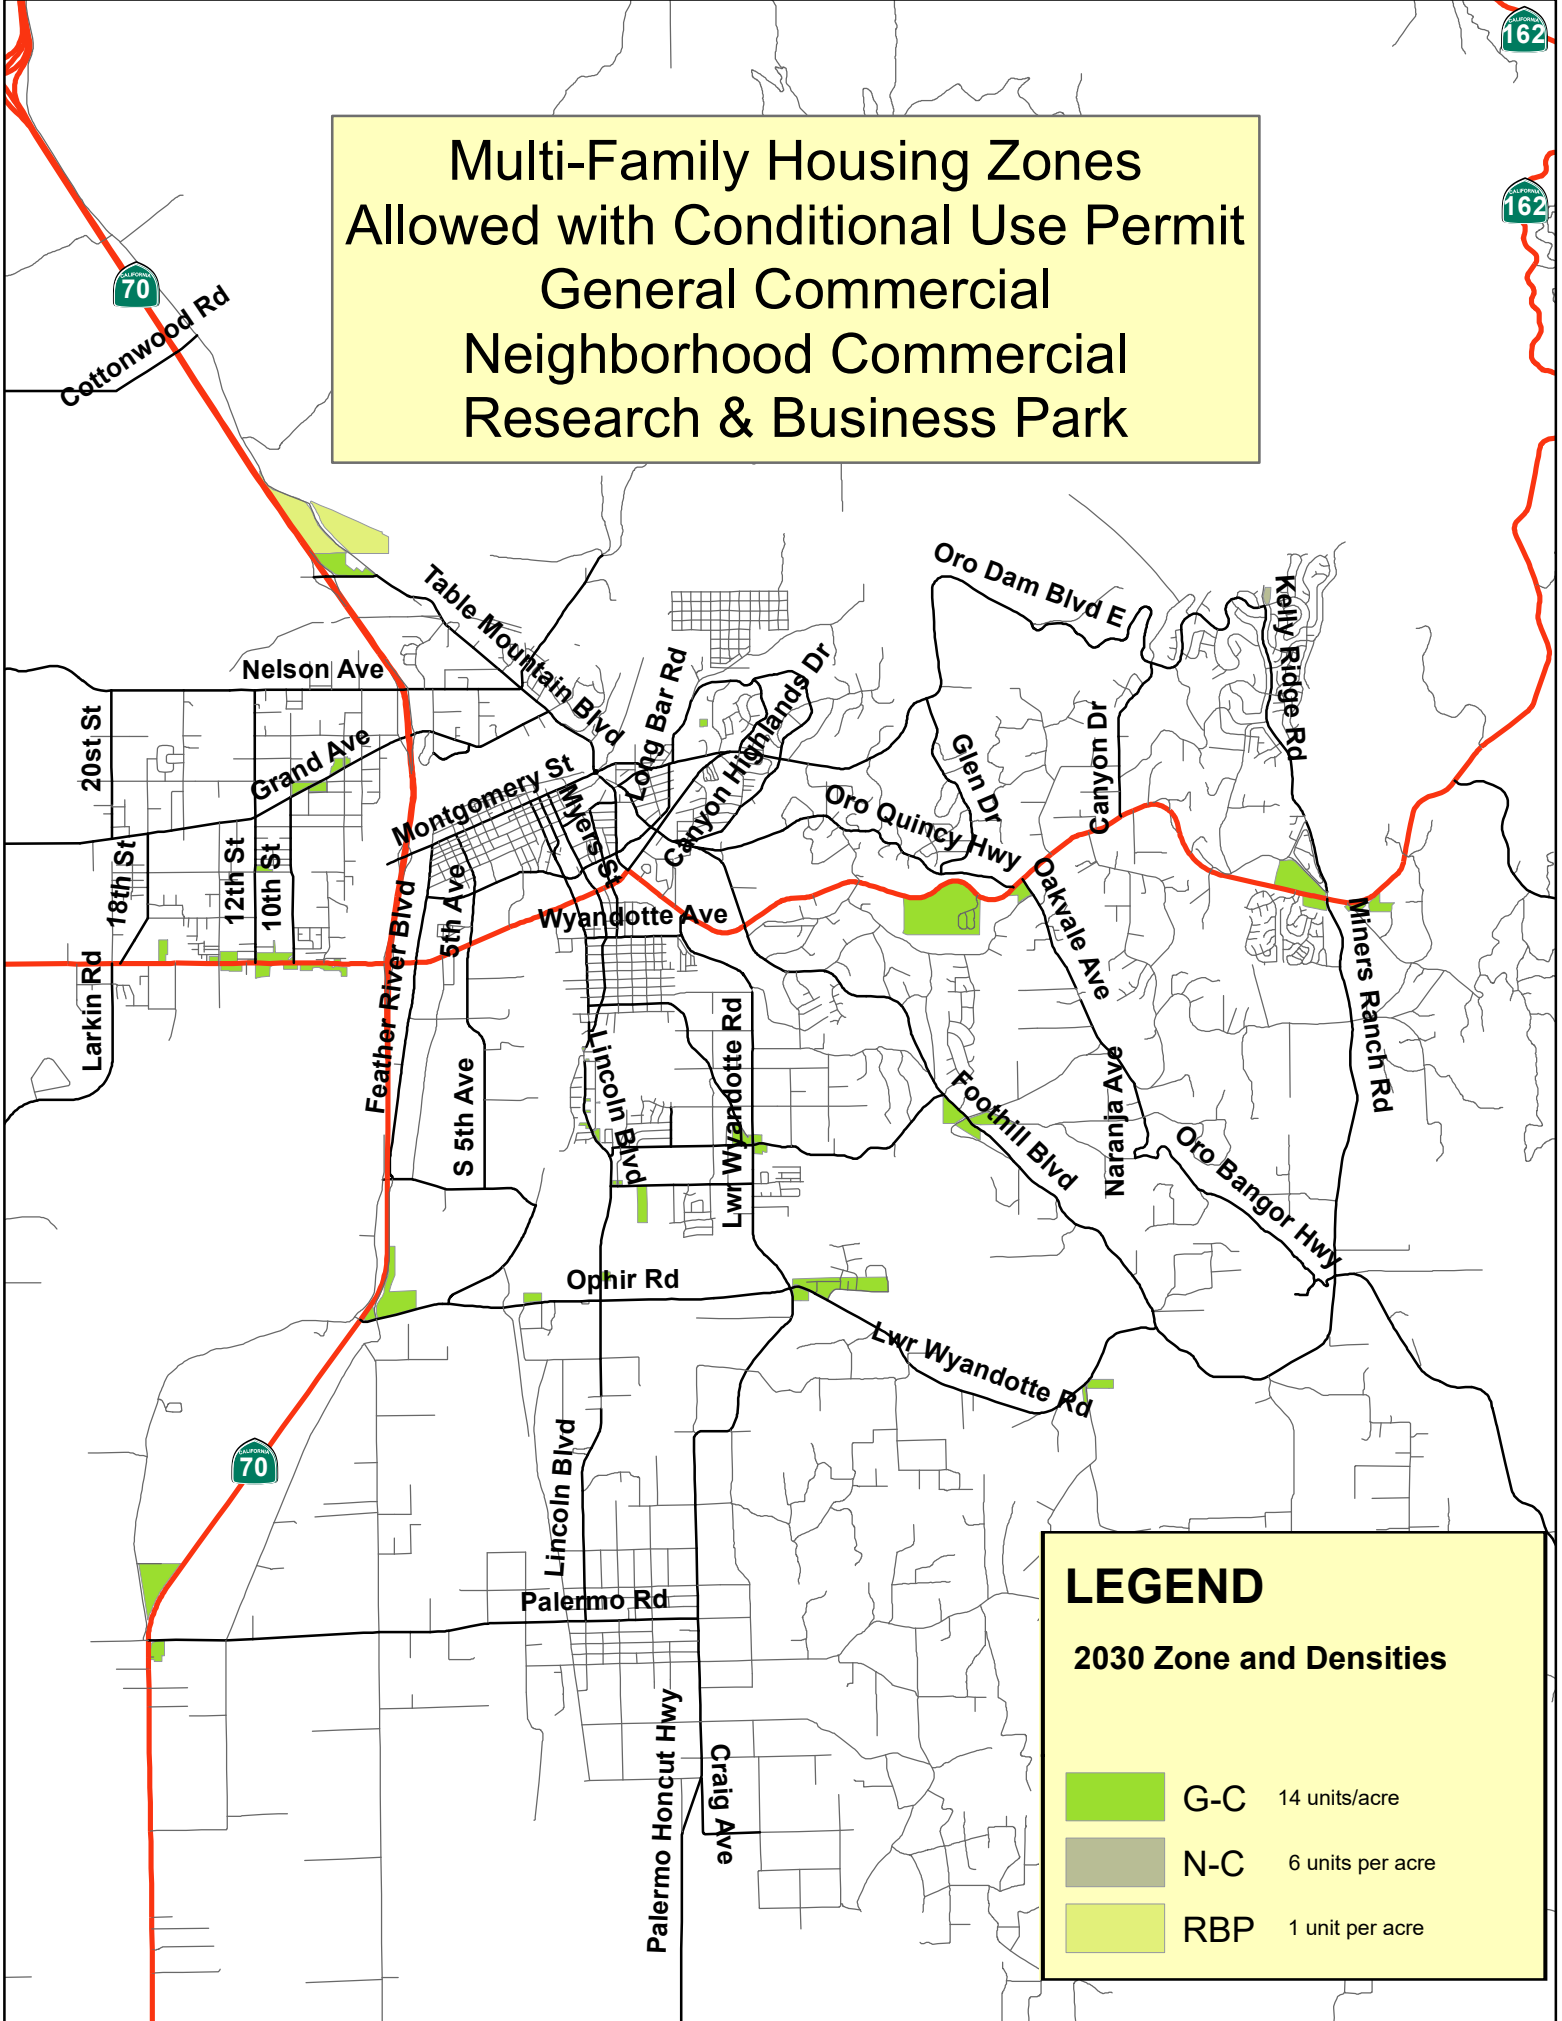 CALIFORNIA
162
Multi-Family Housing Zones
Allowed with Conditional Use Permit
General Commercial
Neighborhood Commercial
Research & Business Park
CALIFORNIA
162
CALIFORNIA
70
Cottonwood Rd
Table Mountain Blvd
Oro Dam Blvd E
Kelly Ridge Rd
Nelson Ave
Long Bar Rd
Canyon Highlands Dr
20st St
Grand Ave
Glen Dr
Canyon Dr
Montgomery St
Myers St
Oro Quincy Hwy
18th St
12th St
10th St
Feather River Blvd
5th Ave
Wyandotte Ave
Oakvale Ave
Miners Ranch Rd
Larkin Rd
S 5th Ave
Lincoln Blvd
Lwr Wyandotte Rd
Foothill Blvd
Naranja Ave
Oro Bangor Hwy
Ophir Rd
Lwr Wyandotte Rd
CALIFORNIA
70
Lincoln Blvd
Palermo Rd
Palermo Honcut Hwy
Craig Ave
LEGEND
2030 Zone and Densities
G-C 14 units/acre
N-C 6 units per acre
RBP 1 unit per acre